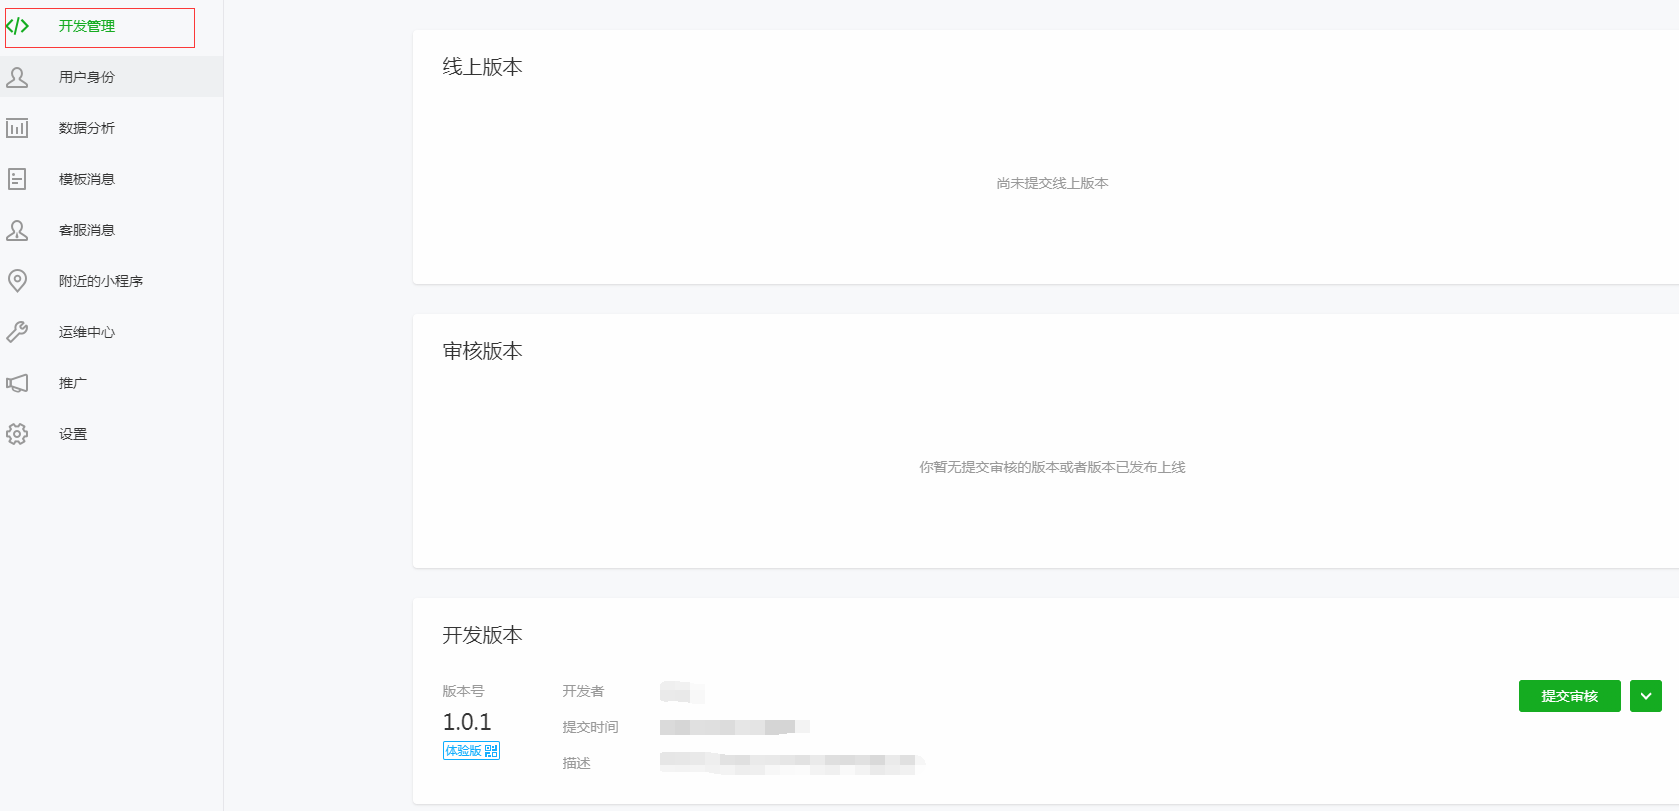 开发管理
用户身份
数据分析
模板消息
客服消息
附近的小程序
运维中心
推广
设置
线上版本
尚未提交线上版本
审核版本
你暂无提交审核的版本或者版本已发布上线
开发版本
版本号
1.0.1
体验版
开发者
提交时间
描述
提交审核